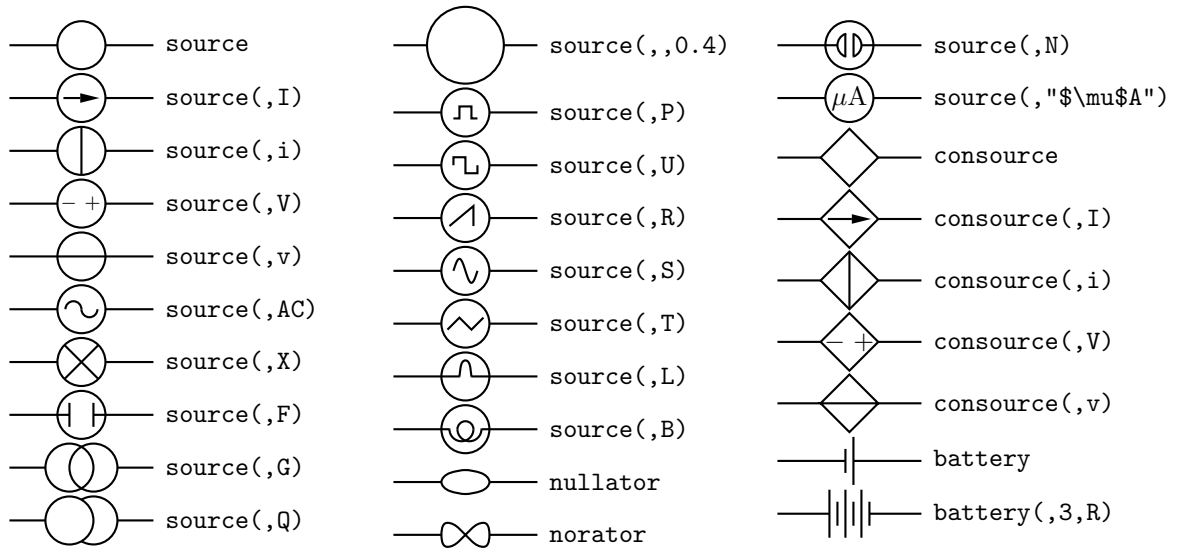 source
source(,I)
source(,i)
− +
source(,V)
source(,v)
source(,AC)
source(,X)
source(,F)
source(,G)
source(,Q)
source(,,0.4)
source(,P)
source(,U)
source(,R)
source(,S)
source(,T)
source(,L)
source(,B)
nullator
norator
source(,N)
μA
source(,"$\mu$A")
consource
consource(,I)
consource(,i)
− +
consource(,V)
consource(,v)
battery
battery(,3,R)